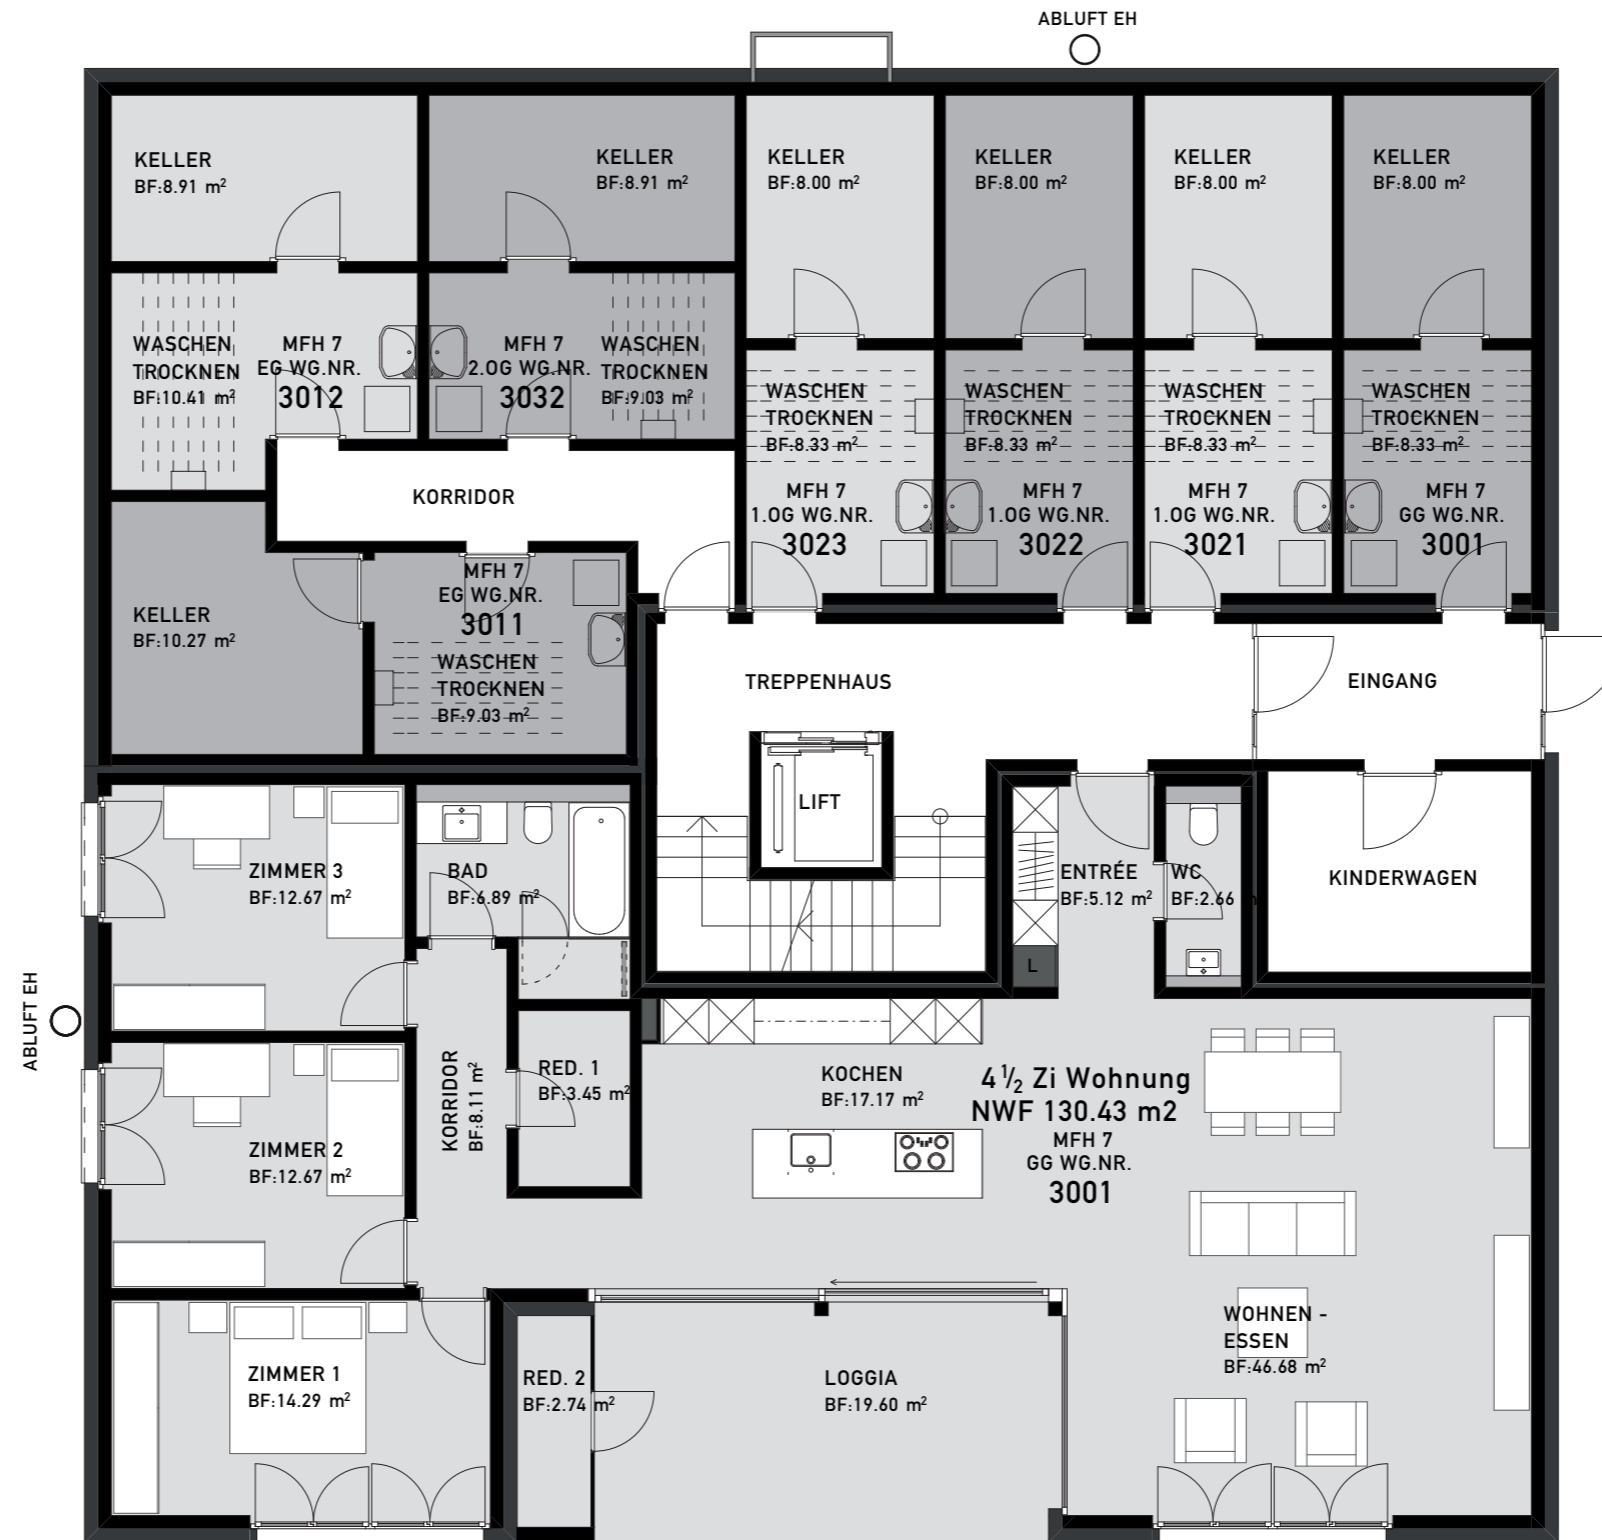 ABLUFT EH
KELLER
BF:8.91 m²
KELLER
BF:8.91 m²
KELLER
BF:8.00 m²
KELLER
BF:8.00 m²
KELLER
BF:8.00 m²
KELLER
BF:8.00 m²
WASCHEN
TROCKNEN
BF:10.41 m²
MFH 7
EG WG.NR.
3012
MFH 7
2.OG WG.NR.
3032
WASCHEN
TROCKNEN
BF:9.03 m²
WASCHEN
TROCKNEN
BF:8.33 m²
MFH 7
1.OG WG.NR.
3023
WASCHEN
TROCKNEN
BF:8.33 m²
MFH 7
1.OG WG.NR.
3022
WASCHEN
TROCKNEN
BF:8.33 m²
MFH 7
1.OG WG.NR.
3021
WASCHEN
TROCKNEN
BF:8.33 m²
MFH 7
GG WG.NR.
3001
KORRIDOR
KELLER
BF:10.27 m²
MFH 7
EG WG.NR.
3011
WASCHEN
TROCKNEN
BF:9.03 m²
TREPPENHAUS
EINGANG
LIFT
ZIMMER 3
BF:12.67 m²
BAD
BF:6.89 m²
ENTRÉE
BF:5.12 m²
WC
BF:2.66
KINDERWAGEN
L
ABLUFT EH
KORRIDOR
BF:8.11 m²
RED. 1
BF:3.45 m²
KOCHEN
BF:17.17 m²
4½ Zi Wohnung
NWF 130.43 m2
MFH 7
GG WG.NR.
3001
ZIMMER 2
BF:12.67 m²
ZIMMER 1
BF:14.29 m²
RED. 2
BF:2.74 m²
LOGGIA
BF:19.60 m²
WOHNEN -
ESSEN
BF:46.68 m²